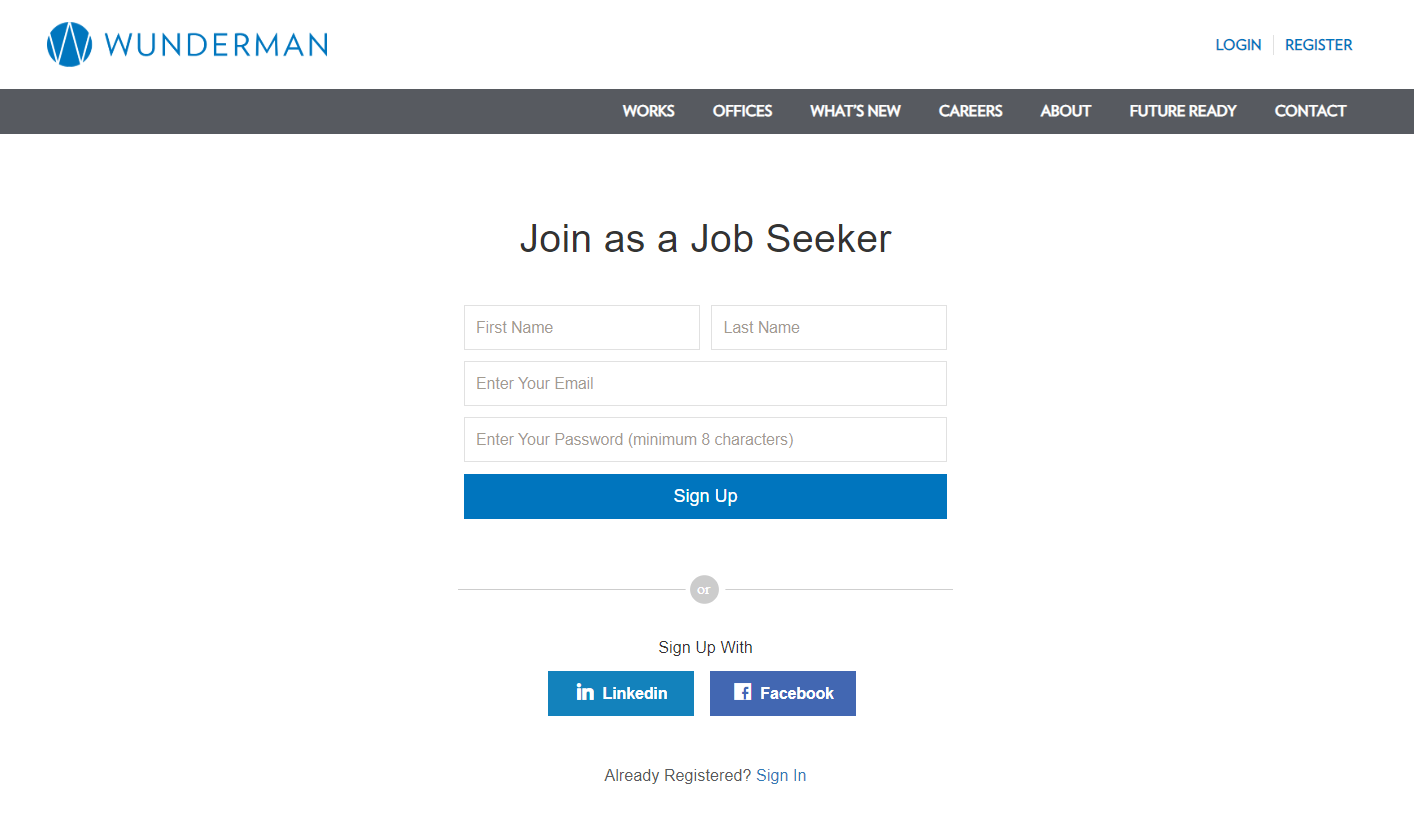 WUNDERMAN
LOGIN REGISTER
WORKS OFFICES WHAT'S NEW CAREERS ABOUT FUTURE READY CONTACT
Join as a Job Seeker
First Name Last Name
Enter Your Email
Enter Your Password (minimum 8 characters)
Sign Up
or
Sign Up With
in Linkedin f Facebook
Already Registered? Sign In